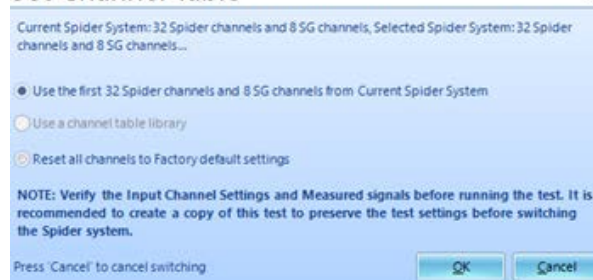 Current Spider System: 32 Spider channels and 8 SG channels, Selected Spider System: 32 Spider
channels and 8 SG channels...
Use the first 32 Spider channels and 8 SG channels from Current Spider System
Use a channel table library
Reset all channels to Factory default settings
NOTE: Verify the Input Channel Settings and Measured signals before running the test. It is
recommended to create a copy of this test to preserve the test settings before switching
the Spider system.
Press 'Cancel' to cancel switching
OK
Cancel